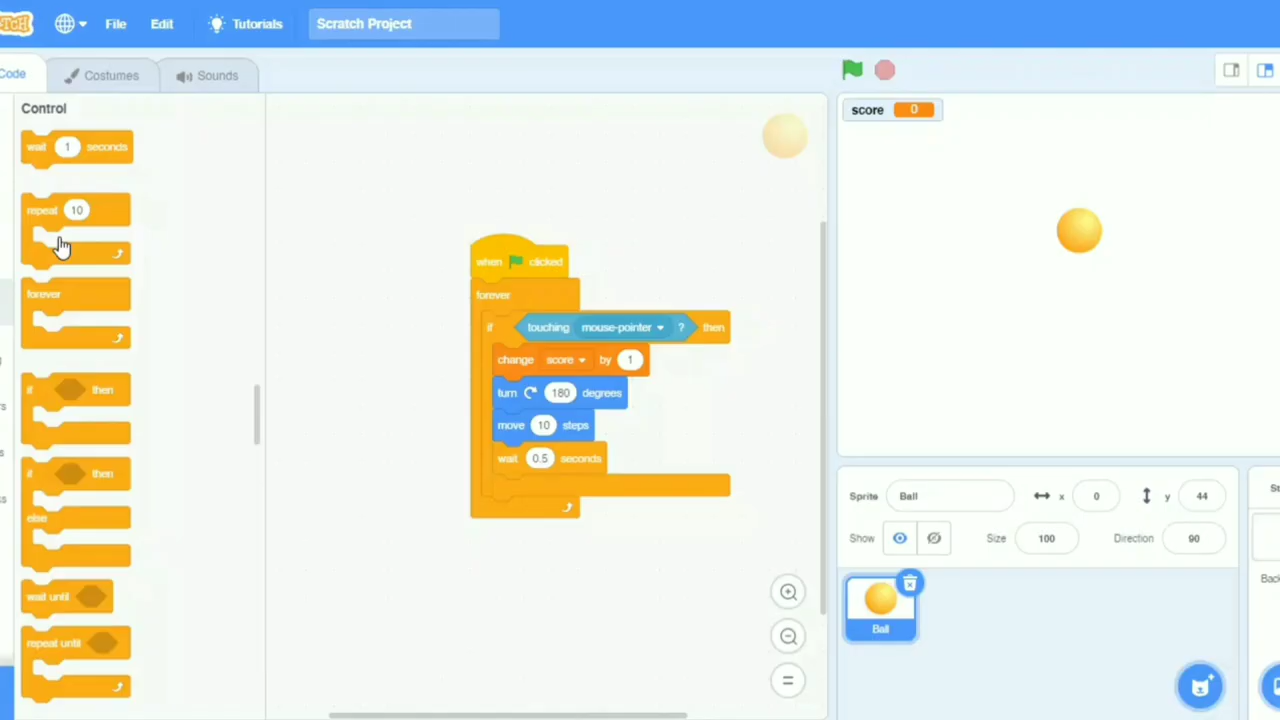 TCH
File
Edit
Tutorials
Scratch Project
Code
Costumes
Sounds
Control
wait 1 seconds
repeat 10
forever
if then
if then
else
wait until
repeat until
when clicked
forever
if touching mouse-pointer ? then
change score by 1
turn 180 degrees
move 10 steps
wait 0.5 seconds
score 0
Sprite Ball x 0 y 44
Show Size 100 Direction 90
Ball
St
Bac